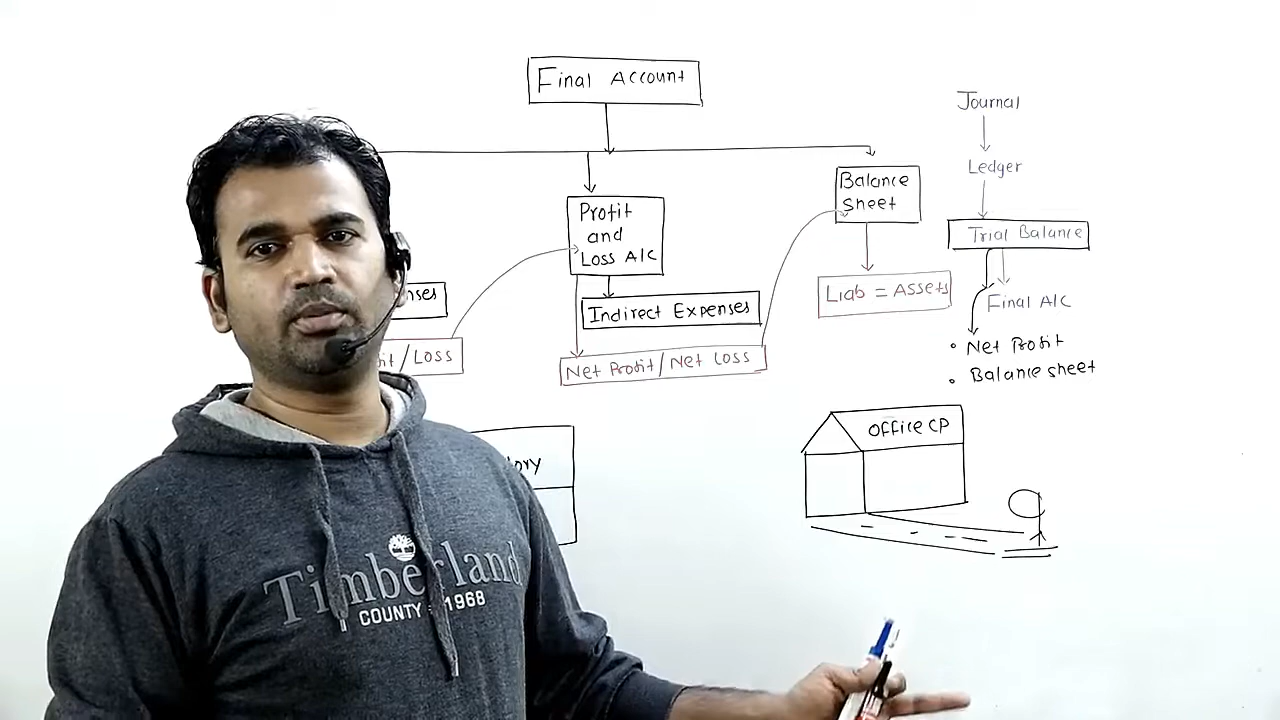 Final Account
Profit
and
Loss A/C
Indirect Expenses
Net Profit/Net Loss
/Loss
Balance
sheet
Liab = Assets
Journal
Ledger
Trial Balance
Final A/C
• Net Profit
• Balance sheet
Office CP
Timberland
COUNTY 1968